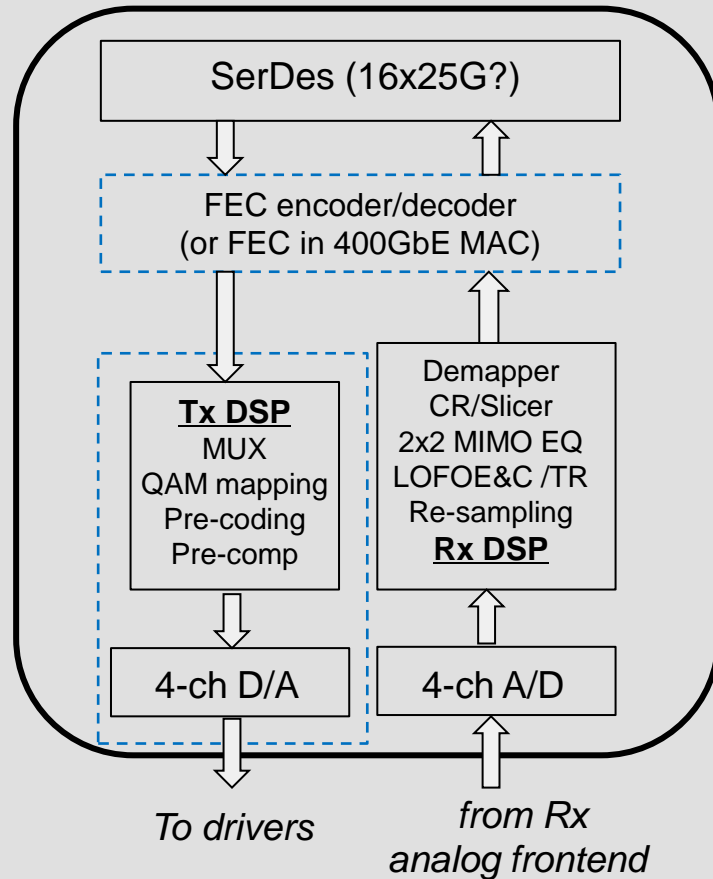 SerDes (16x25G?)
FEC encoder/decoder
(or FEC in 400GbE MAC)
Tx DSP
MUX
QAM mapping
Pre-coding
Pre-comp
Demapper
CR/Slicer
2x2 MIMO EQ
LOFOE&C /TR
Re-sampling
Rx DSP
4-ch D/A
4-ch A/D
To drivers
from Rx
analog frontend